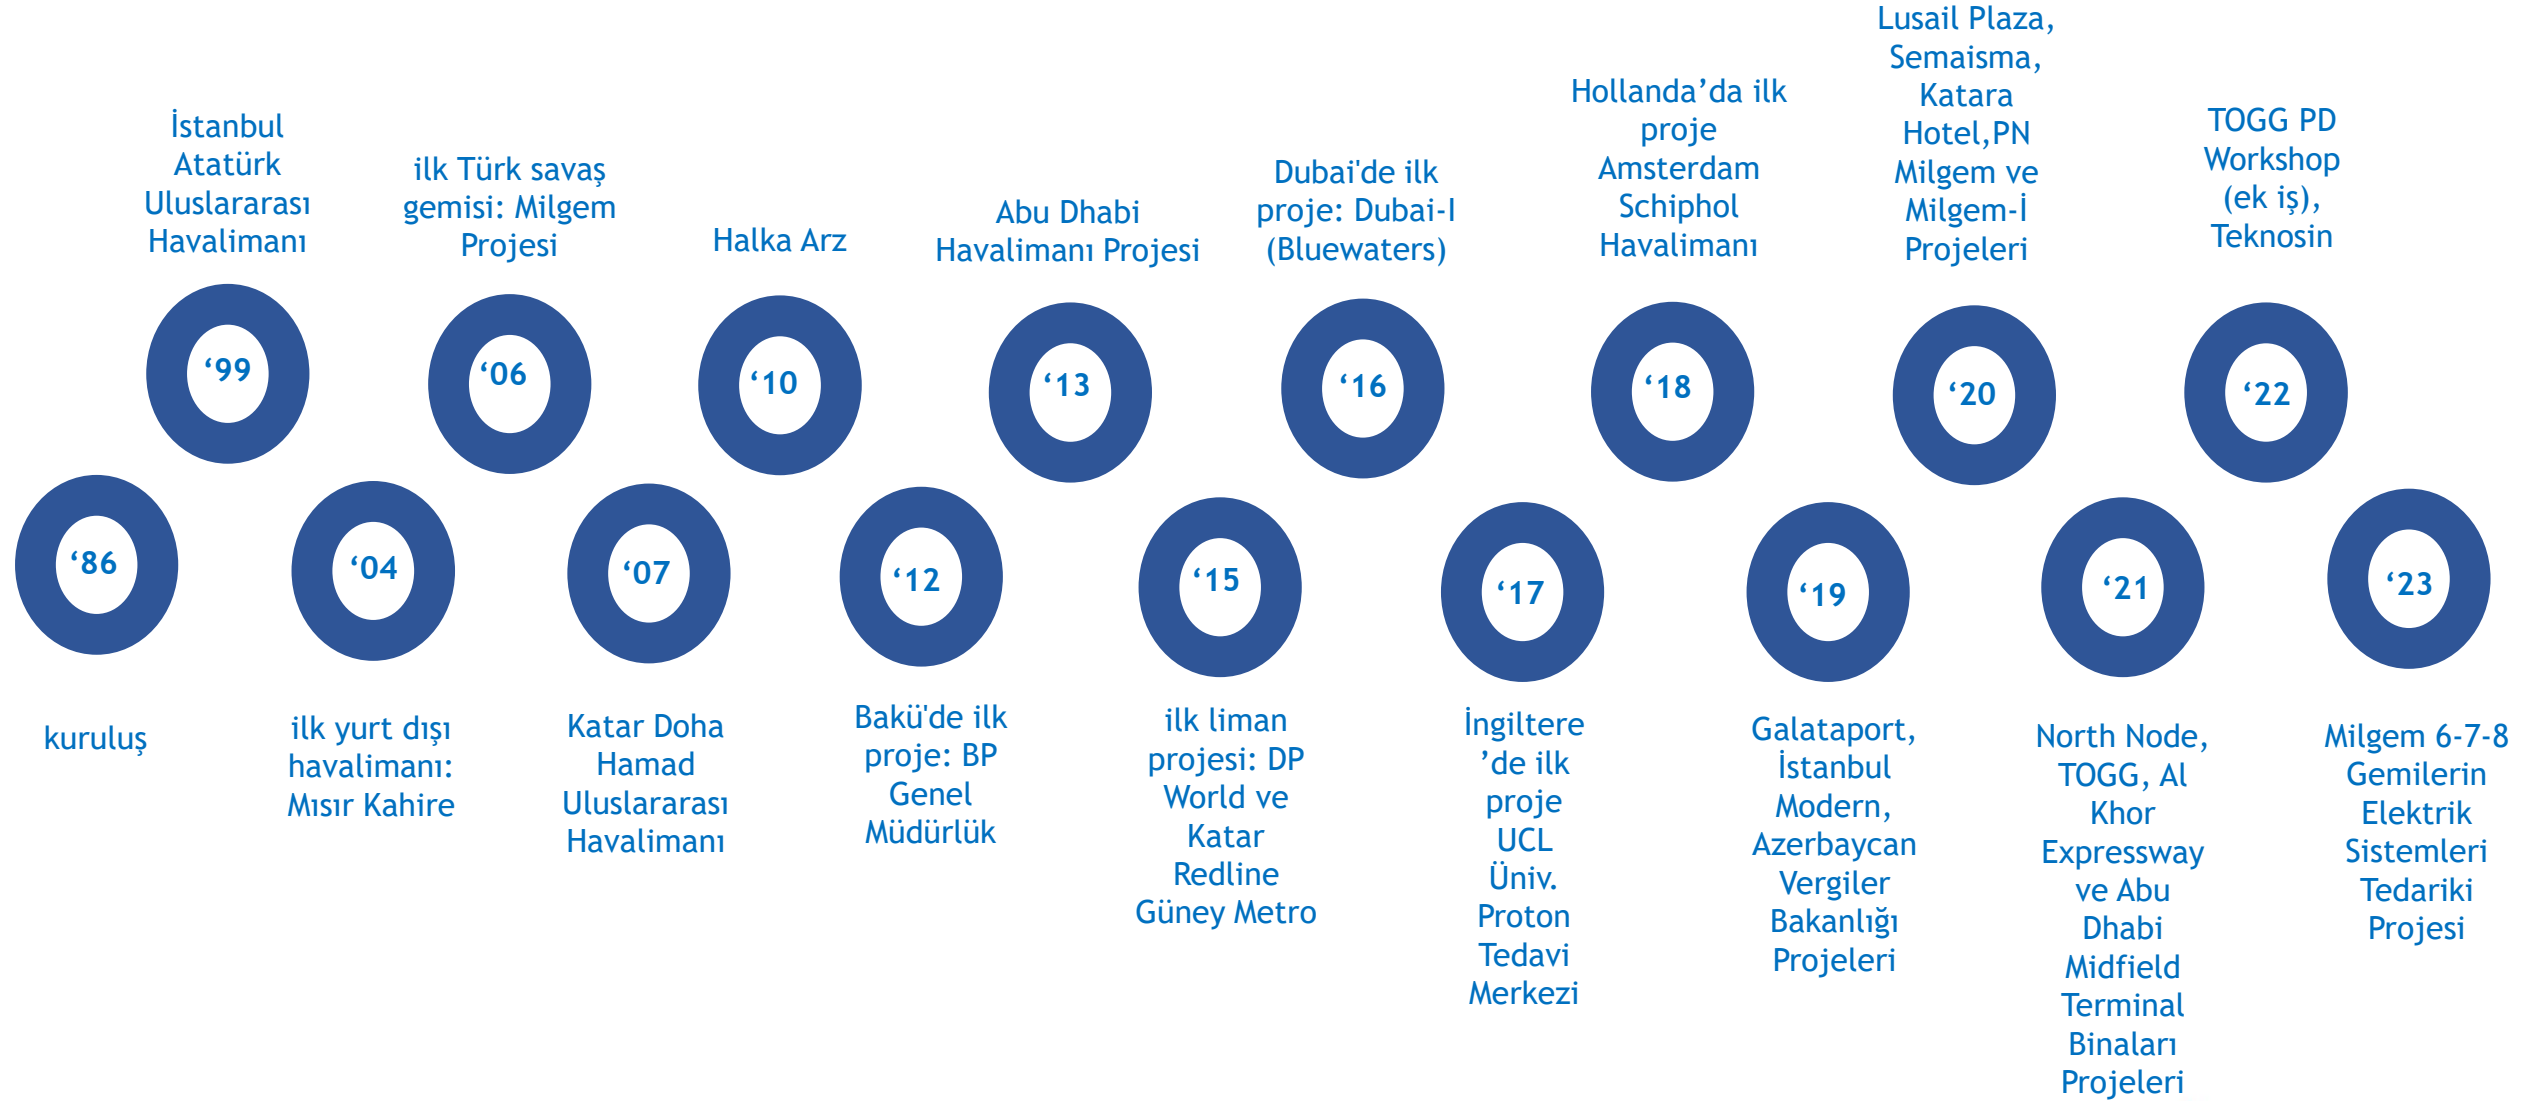 kuruluş
‘86
İstanbul
Atatürk
Uluslararası
Havalimanı
‘99
‘04
ilk yurt dışı
havalimanı:
Mısır Kahire
ilk Türk savaş
gemisi: Milgem
Projesi
‘06
‘07
Katar Doha
Hamad
Uluslararası
Havalimanı
Halka Arz
‘10
‘12
Bakü'de ilk
proje: BP
Genel
Müdürlük
Abu Dhabi
Havalimanı Projesi
‘13
‘15
ilk liman
projesi: DP
World ve
Katar
Redline
Güney Metro
Dubai'de ilk
proje: Dubai-I
(Bluewaters)
‘16
‘17
İngiltere
’de ilk
proje
UCL
Üniv.
Proton
Tedavi
Merkezi
Hollanda’da ilk
proje
Amsterdam
Schiphol
Havalimanı
‘18
‘19
Galataport,
İstanbul
Modern,
Azerbaycan
Vergiler
Bakanlığı
Projeleri
Lusail Plaza,
Semaisma,
Katara
Hotel,PN
Milgem ve
Milgem-İ
Projeleri
‘20
‘21
North Node,
TOGG, Al
Khor
Expressway
ve Abu
Dhabi
Midfield
Terminal
Binaları
Projeleri
TOGG PD
Workshop
(ek iş),
Teknosin
‘22
‘23
Milgem 6-7-8
Gemilerin
Elektrik
Sistemleri
Tedariki
Projesi